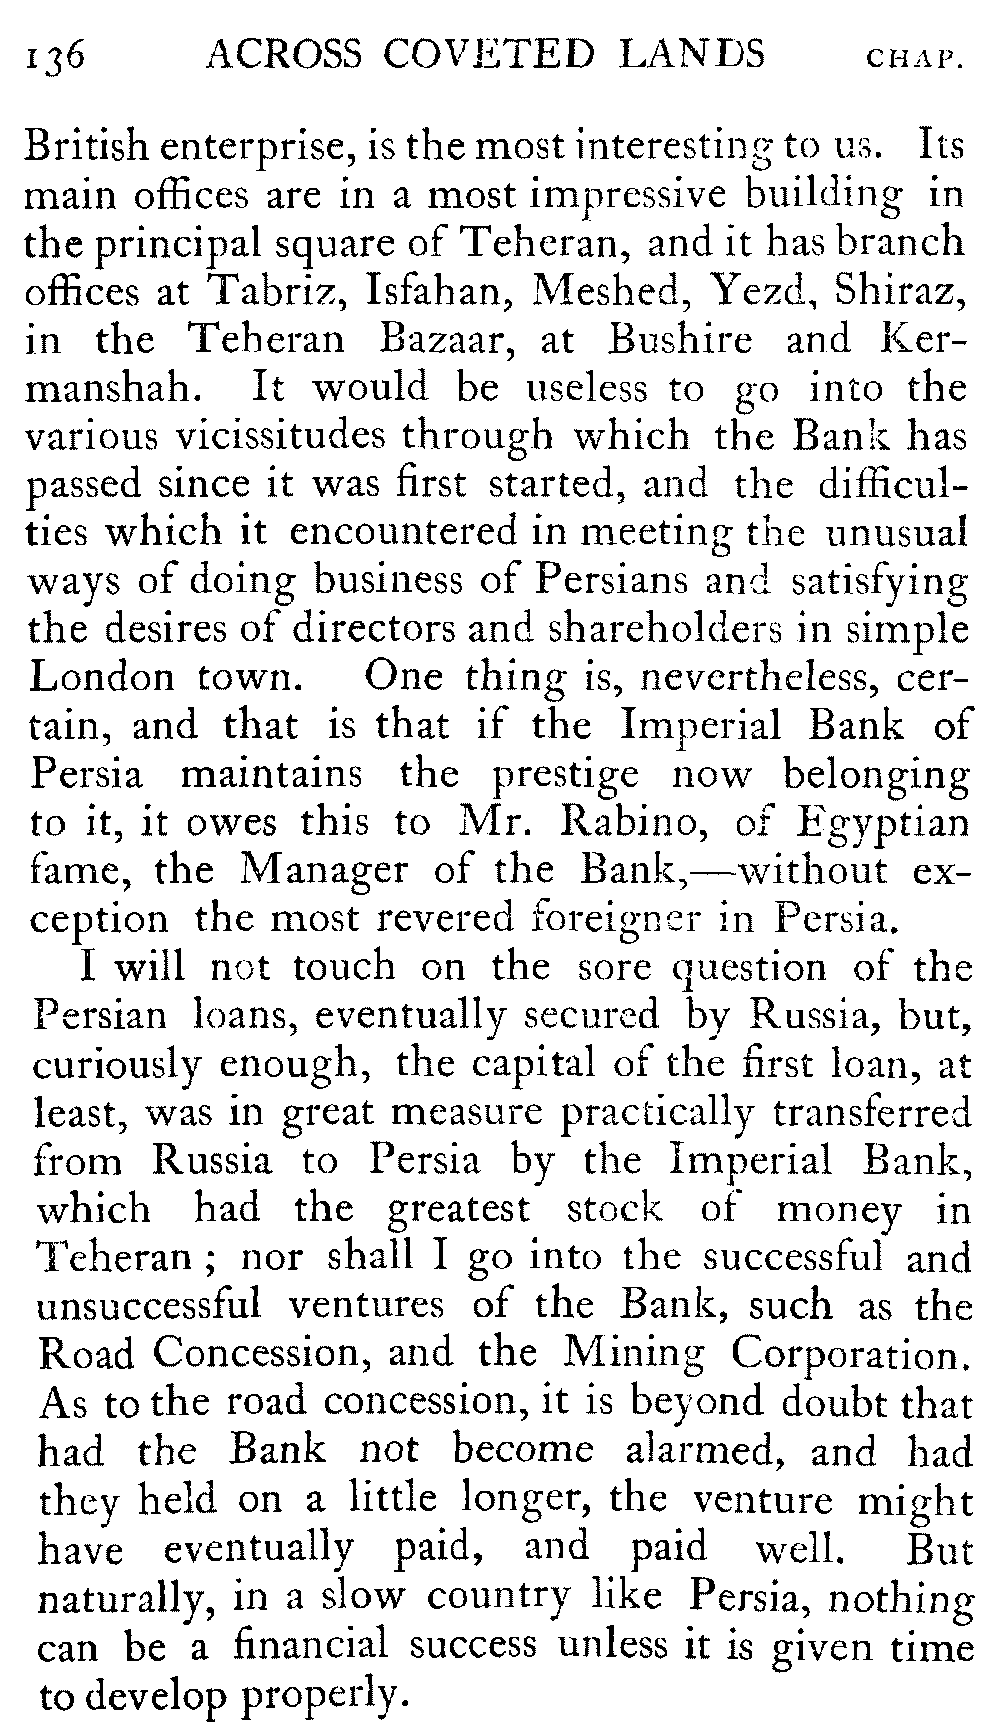 136 ACROSS COVETED LANDS CHAP.
British enterprise, is the most interesting to us. Its
main offices are in a most impressive building in
the principal square of Teheran, and it has branch
offices at Tabriz, Isfahan, Meshed, Yezd, Shiraz,
in the Teheran Bazaar, at Bushire and Ker-
manshah. It would be useless to go into the
various vicissitudes through which the Bank has
passed since it was first started, and the difficul-
ties which it encountered in meeting the unusual
ways of doing business of Persians and satisfying
the desires of directors and shareholders in simple
London town. One thing is, nevertheless, cer-
tain, and that is that if the Imperial Bank of
Persia maintains the prestige now belonging
to it, it owes this to Mr. Rabino, of Egyptian
fame, the Manager of the Bank,—without ex-
ception the most revered foreigner in Persia.
I will not touch on the sore question of the
Persian loans, eventually secured by Russia, but,
curiously enough, the capital of the first loan, at
least, was in great measure practically transferred
from Russia to Persia by the Imperial Bank,
which had the greatest stock of money in
Teheran ; nor shall I go into the successful and
unsuccessful ventures of the Bank, such as the
Road Concession, and the Mining Corporation.
As to the road concession, it is beyond doubt that
had the Bank not become alarmed, and had
they held on a little longer, the venture might
have eventually paid, and paid well. But
naturally, in a slow country like Persia, nothing
can be a financial success unless it is given time
to develop properly.